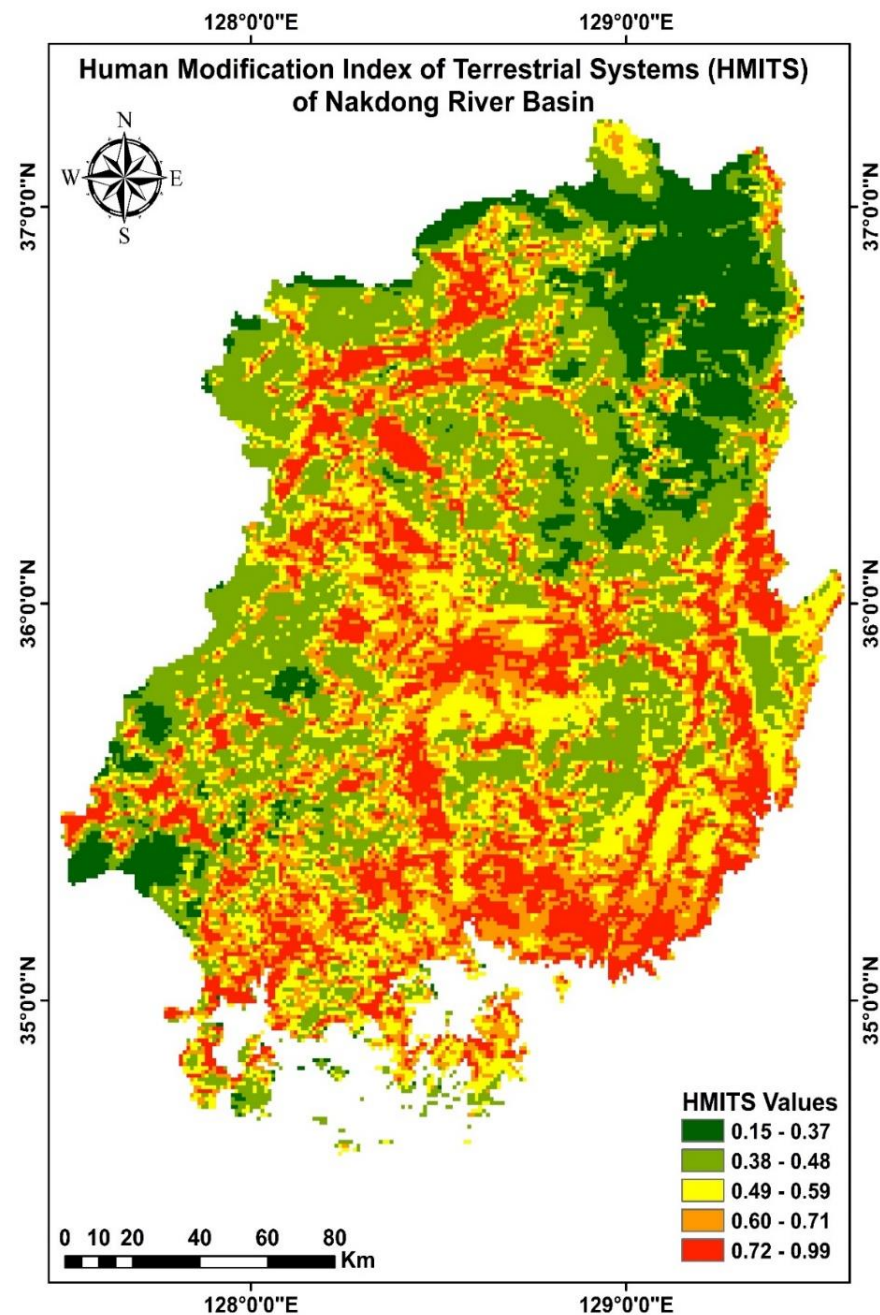 128°0'0"E
129°0'0"E
Human Modification Index of Terrestrial Systems (HMITS)
of Nakdong River Basin
N
W
E
S
37°0'0"N
37°0'0"N
36°0'0"N
36°0'0"N
35°0'0"N
35°0'0"N
HMITS Values
0.15 - 0.37
0.38 - 0.48
0.49 - 0.59
0.60 - 0.71
0.72 - 0.99
0 10 20 40 60 80
Km
128°0'0"E
129°0'0"E